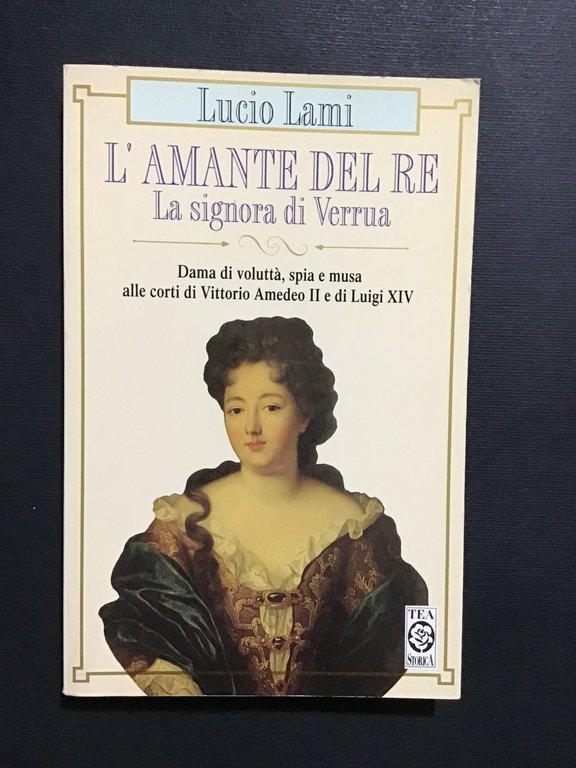 Lucio Lami
L'AMANTE DEL RE
La signora di Verrua
Dama di voluttà, spia e musa
alle corti di Vittorio Amedeo II e di Luigi XIV
TEA
STORICA